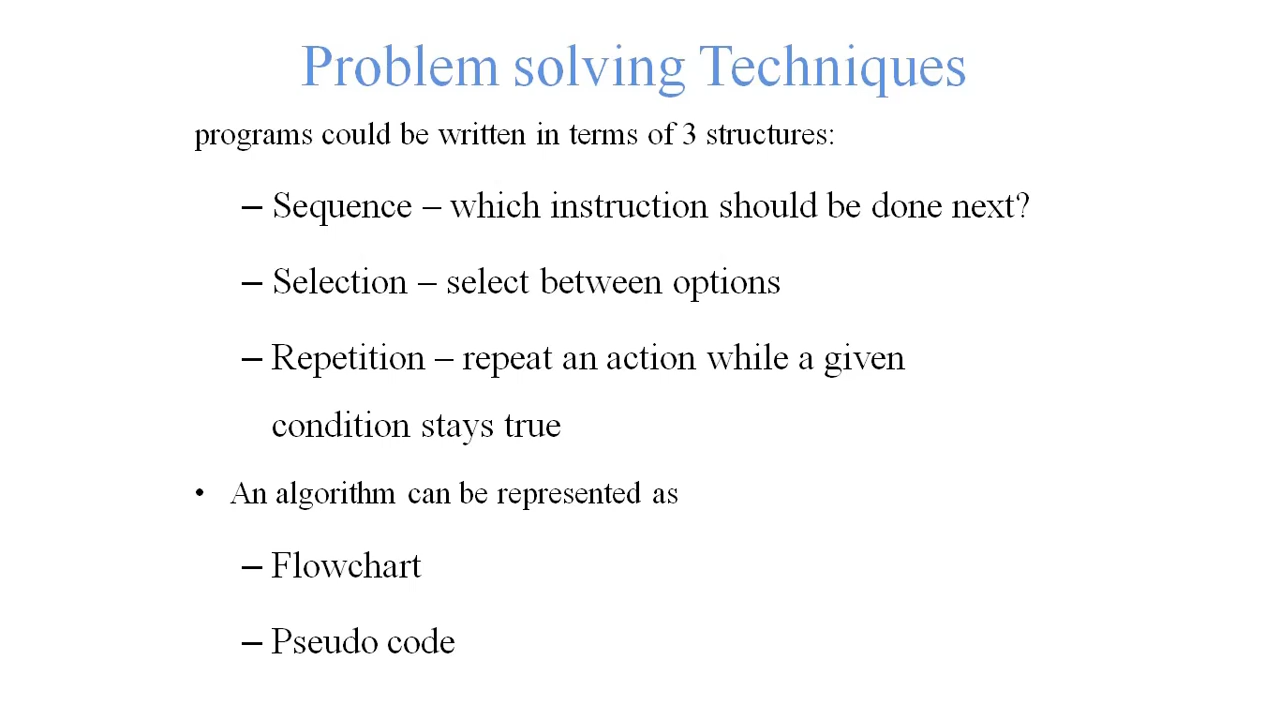 Problem solving Techniques
programs could be written in terms of 3 structures:
– Sequence – which instruction should be done next?
– Selection – select between options
– Repetition – repeat an action while a given
condition stays true
• An algorithm can be represented as
– Flowchart
– Pseudo code